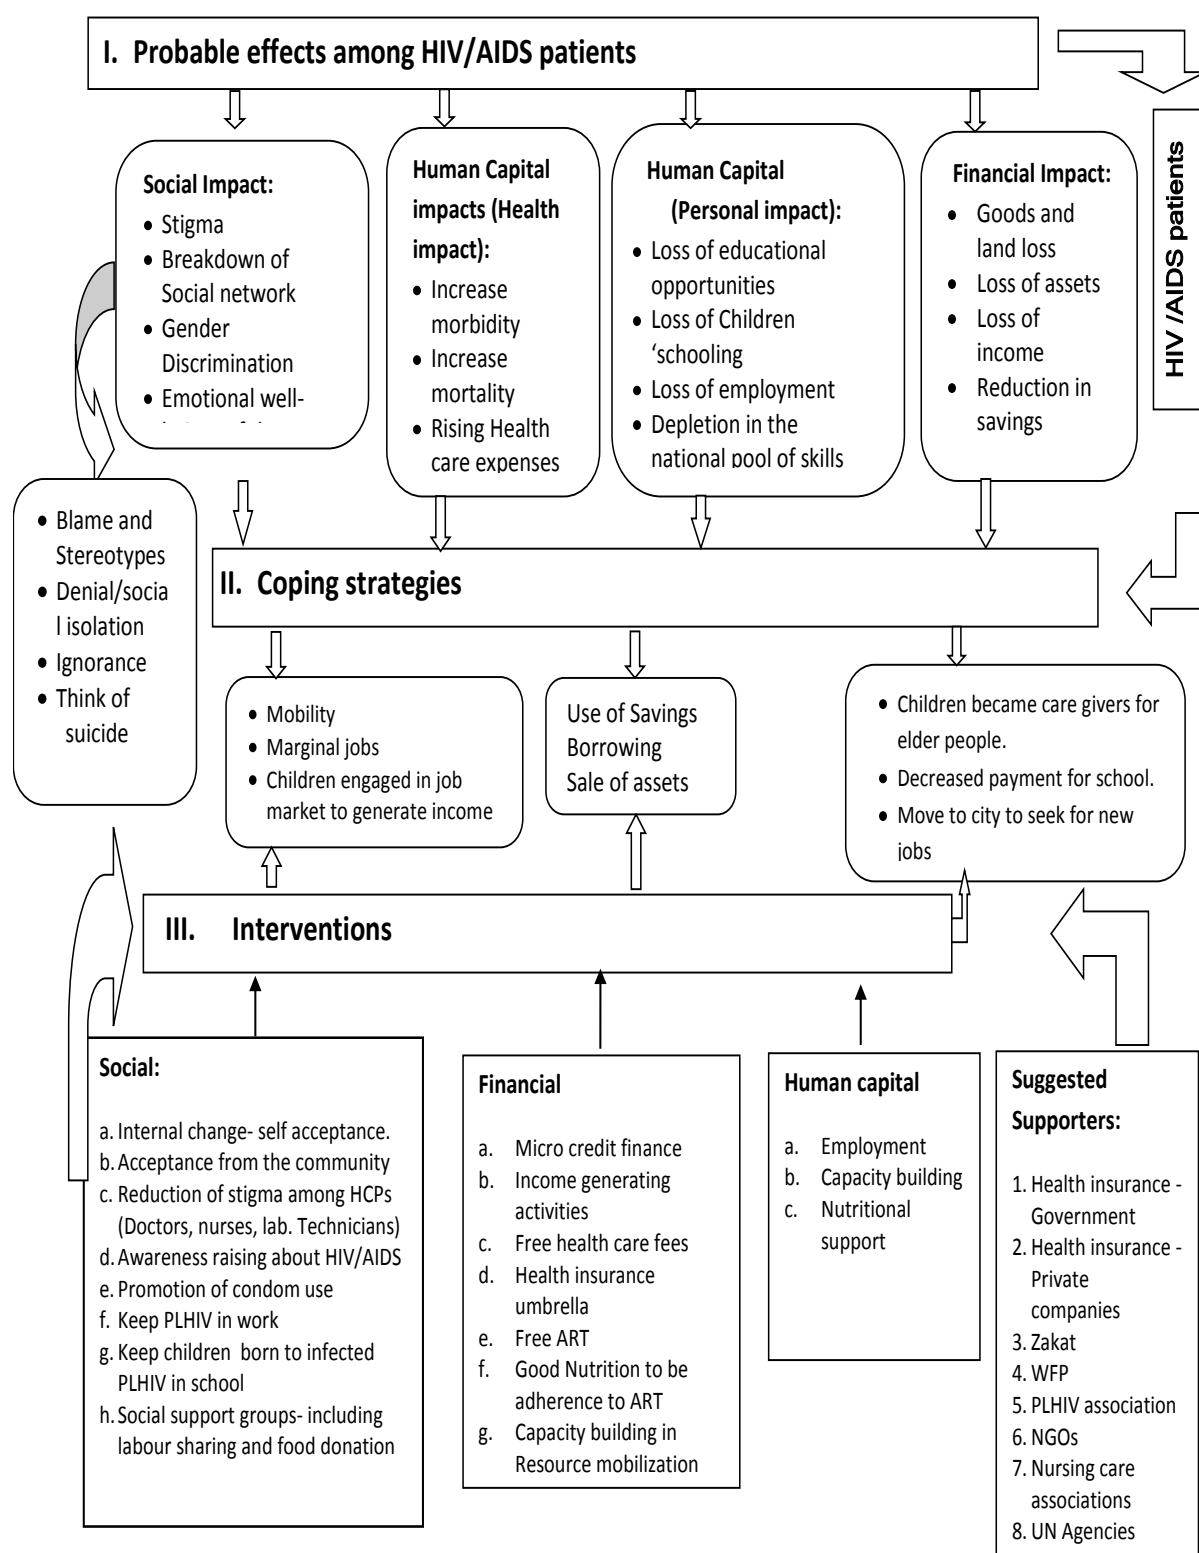 I. Probable effects among HIV/AIDS patients
HIV /AIDS patients
Social Impact:
• Stigma
• Breakdown of
Social network
• Gender
Discrimination
• Emotional well-
Human Capital
impacts (Health
impact):
• Increase
morbidity
• Increase
mortality
• Rising Health
care expenses
Human Capital
(Personal impact):
• Loss of educational
opportunities
• Loss of Children
‘schooling
• Loss of employment
• Depletion in the
national pool of skills
Financial Impact:
• Goods and
land loss
• Loss of assets
• Loss of
income
• Reduction in
savings
• Blame and
Stereotypes
• Denial/socia
l isolation
• Ignorance
• Think of
suicide
II. Coping strategies
• Mobility
• Marginal jobs
• Children engaged in job
market to generate income
Use of Savings
Borrowing
Sale of assets
• Children became care givers for
elder people.
• Decreased payment for school.
• Move to city to seek for new
jobs
III. Interventions
Social:
a. Internal change- self acceptance.
b. Acceptance from the community
c. Reduction of stigma among HCPs
(Doctors, nurses, lab. Technicians)
d. Awareness raising about HIV/AIDS
e. Promotion of condom use
f. Keep PLHIV in work
g. Keep children born to infected
PLHIV in school
h. Social support groups- including
labour sharing and food donation
Financial
a. Micro credit finance
b. Income generating
activities
c. Free health care fees
d. Health insurance
umbrella
e. Free ART
f. Good Nutrition to be
adherence to ART
g. Capacity building in
Resource mobilization
Human capital
a. Employment
b. Capacity building
c. Nutritional
support
Suggested
Supporters:
1. Health insurance -
Government
2. Health insurance -
Private
companies
3. Zakat
4. WFP
5. PLHIV association
6. NGOs
7. Nursing care
associations
8. UN Agencies